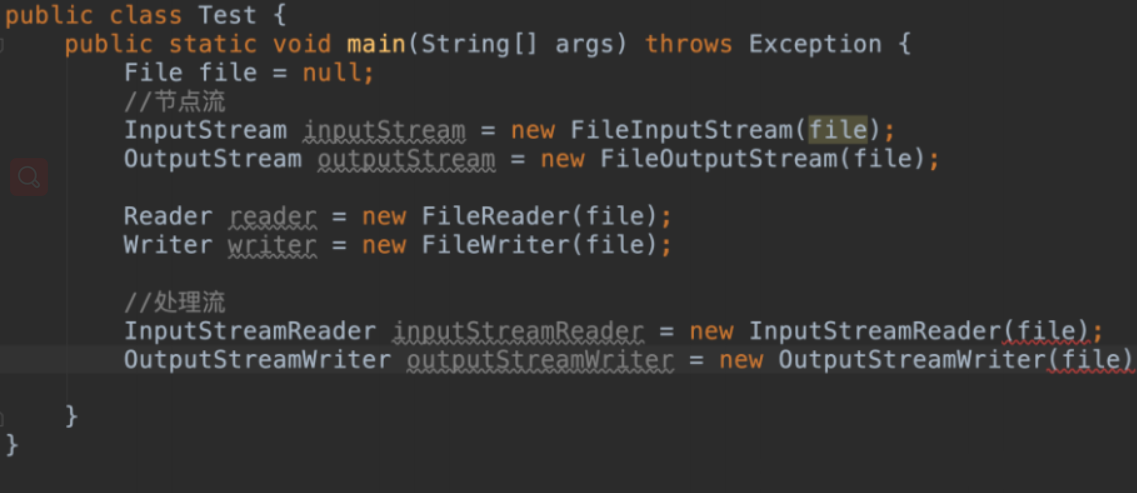 public class Test {
public static void main(String[] args) throws Exception {
File file = null;
//节点流
InputStream inputStream = new FileInputStream(file);
OutputStream outputStream = new FileOutputStream(file);
Reader reader = new FileReader(file);
Writer writer = new FileWriter(file);
//处理流
InputStreamReader inputStreamReader = new InputStreamReader(file);
OutputStreamWriter outputStreamWriter = new OutputStreamWriter(file)
}
}